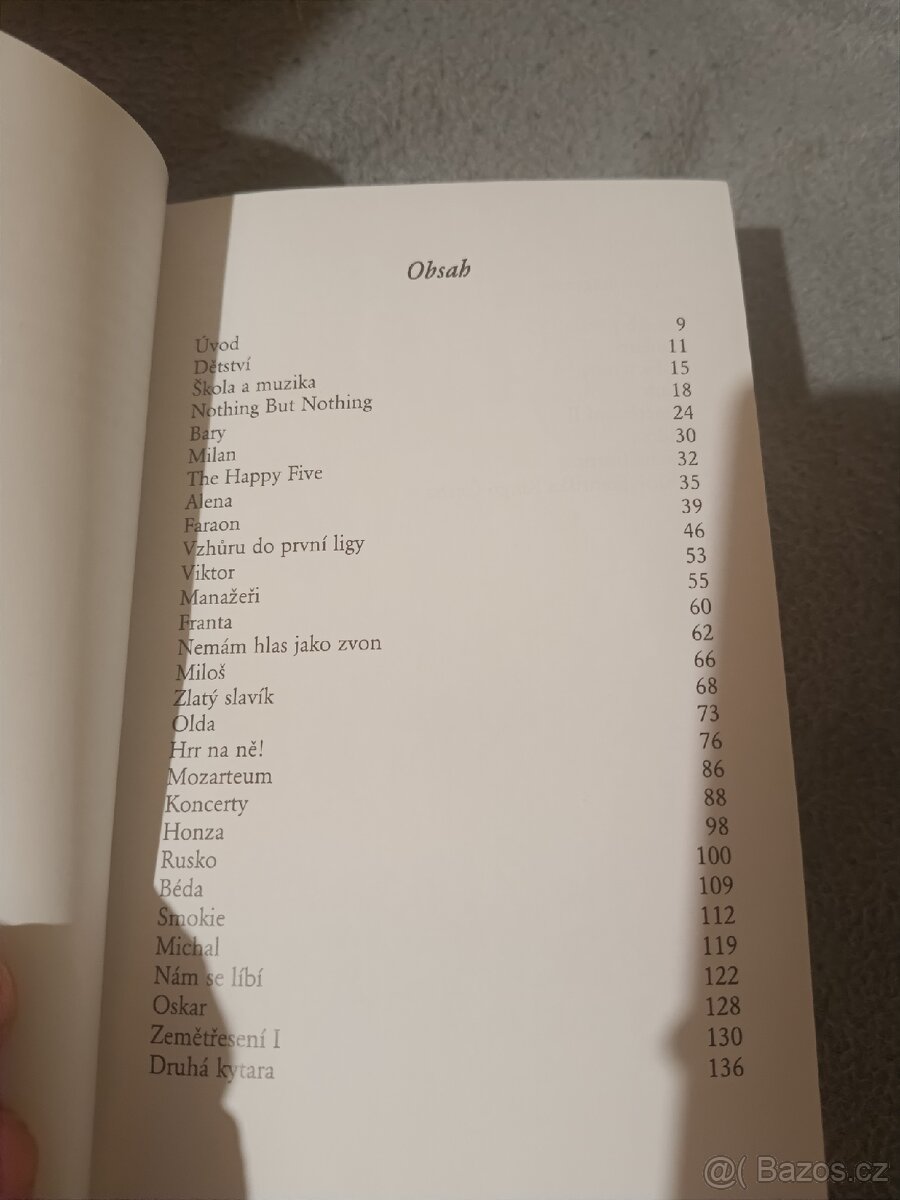 Obsah
Úvod 9
Dětství 11
Škola a muzika 15
Nothing But Nothing 18
Bary 24
Milan 30
The Happy Five 32
Alena 35
Faraon 39
Vzhůru do první ligy 46
Viktor 53
Manažeři 55
Franta 60
Nemám hlas jako zvon 62
Miloš 66
Zlatý slavík 68
Olda 73
Hrr na ně! 76
Mozarteum 86
Koncerty 88
Honza 98
Rusko 100
Béda 109
Smokie 112
Michal 119
Nám se líbí 122
Oskar 128
Zemětřesení I 130
Druhá kytara 136
@( Bazos.cz